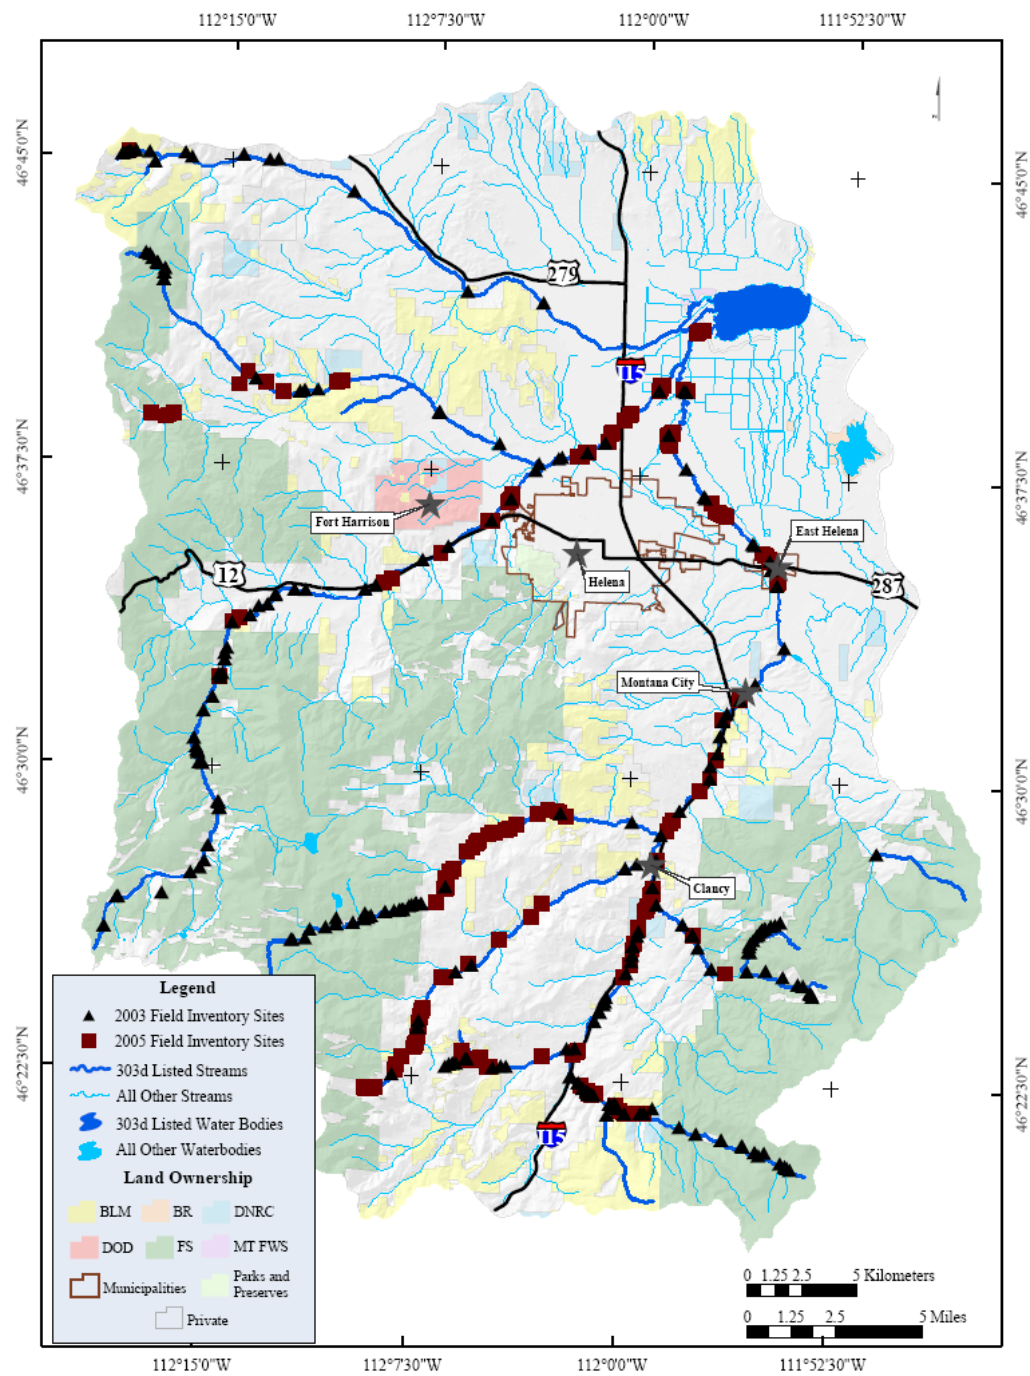 112°15'0"W 112°7'30"W 112°0'0"W 111°52'30"W
46°45'0"N
46°45'0"N
279
115
46°37'30"N
46°37'30"N
Fort Harrison
East Helena
Helena
12
287
Montana City
46°30'0"N
46°3'0"N
Clancy
Legend
2003 Field Inventory Sites
2005 Field Inventory Sites
303d Listed Streams
All Other Streams
303d Listed Water Bodies
All Other Waterbodies
Land Ownership
BLM BR DNRC
DOD FS MT FWS
Municipalities
Parks and
Preserves
Private
46°22'30"N
46°22'30"N
115
0 1.25 2.5 5 Kilometers
0 1.25 2.5 5 Miles
112°15'0"W 112°7'30"W 112°0'0"W 111°52'30"W